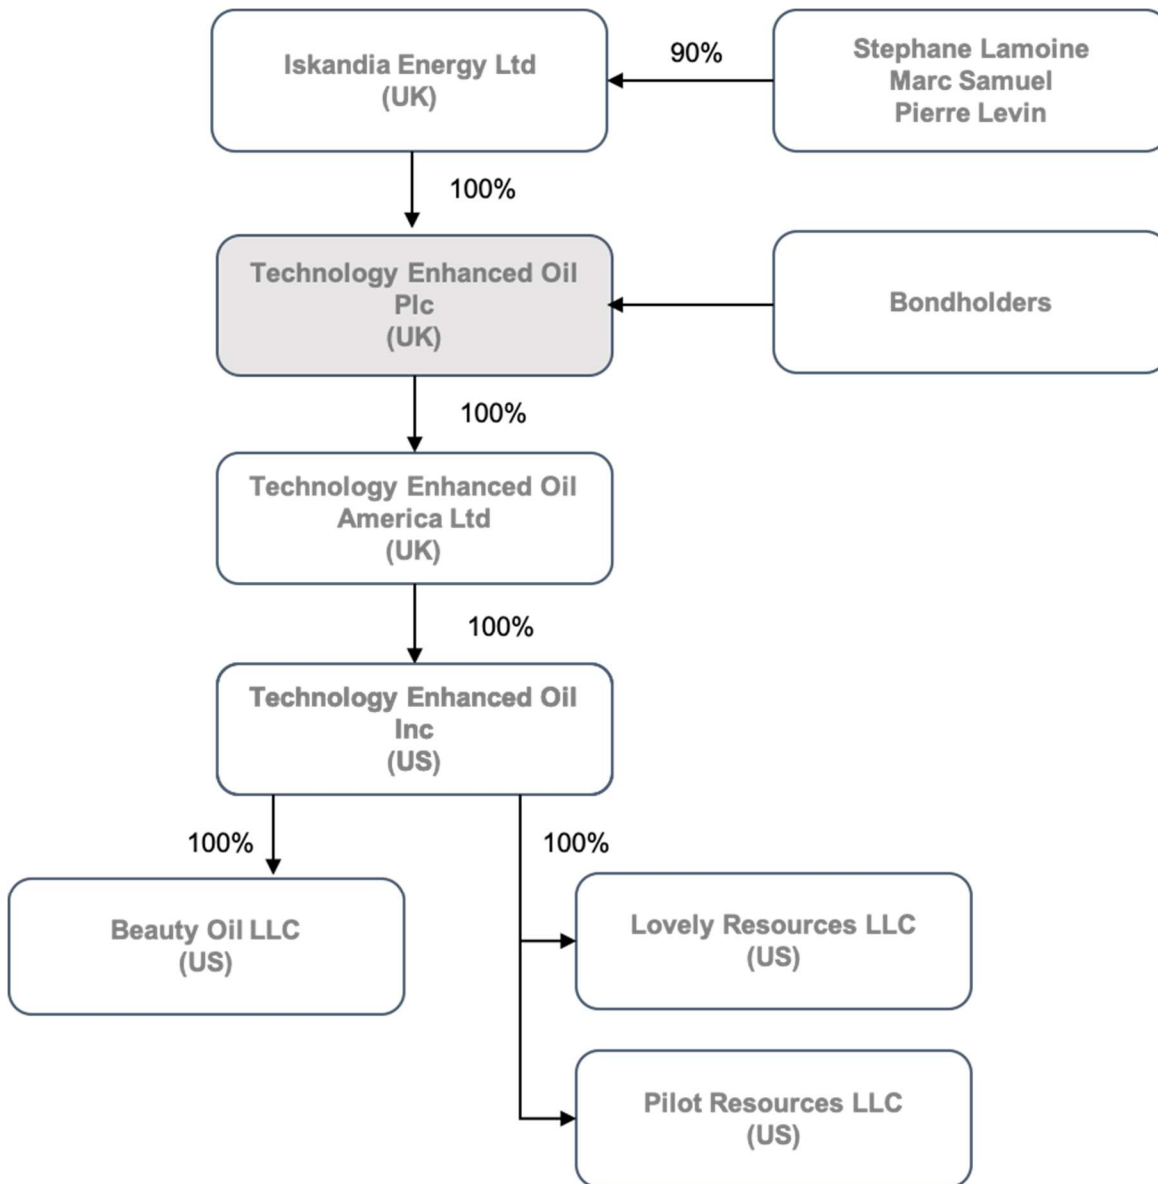 Iskandia Energy Ltd
(UK)
90%
Stephane Lamoine
Marc Samuel
Pierre Levin
100%
Technology Enhanced Oil
Plc
(UK)
Bondholders
100%
Technology Enhanced Oil
America Ltd
(UK)
100%
Technology Enhanced Oil
Inc
(US)
100%
100%
Beauty Oil LLC
(US)
Lovely Resources LLC
(US)
Pilot Resources LLC
(US)